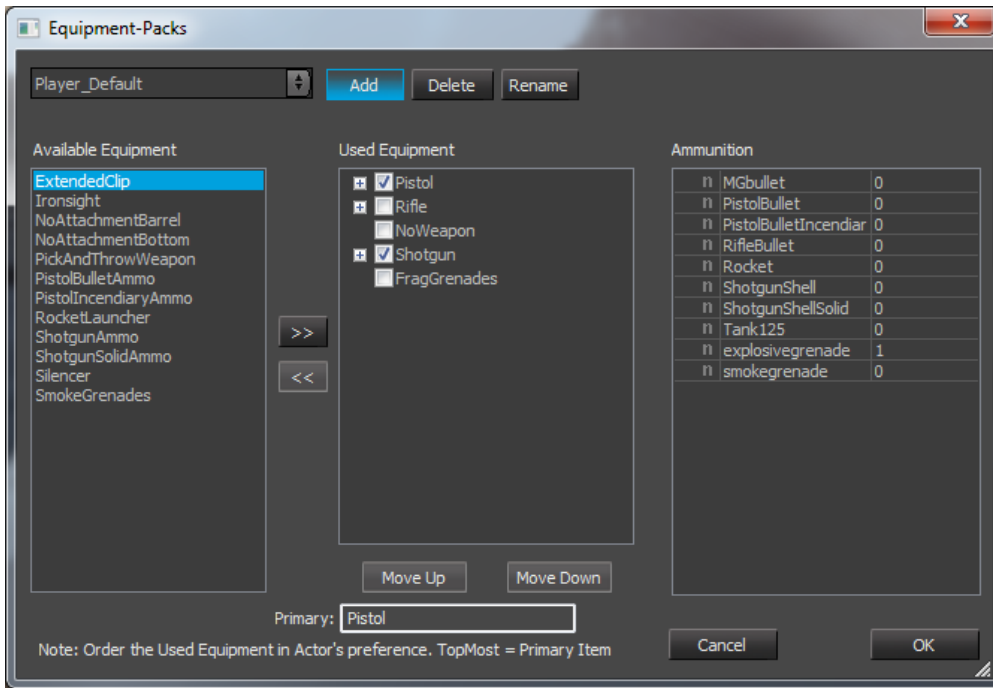 Equipment-Packs
Player_Default
Add
Delete
Rename
Available Equipment
ExtendedClip
Ironsight
NoAttachmentBarrel
NoAttachmentBottom
PickAndThrowWeapon
PistolBulletAmmo
PistolIncendiaryAmmo
RocketLauncher
ShotgunAmmo
ShotgunSolidAmmo
Silencer
SmokeGrenades
>>
<<
Used Equipment
Pistol
Rifle
NoWeapon
Shotgun
FragGrenades
Move Up
Move Down
Primary: Pistol
Note: Order the Used Equipment in Actor's preference. TopMost = Primary Item
Ammunition
n MGbullet 0
n PistolBullet 0
n PistolBulletIncendiar 0
n RifleBullet 0
n Rocket 0
n ShotgunShell 0
n ShotgunShellSolid 0
n Tank125 0
n explosivegrenade 1
n smokegrenade 0
Cancel
OK